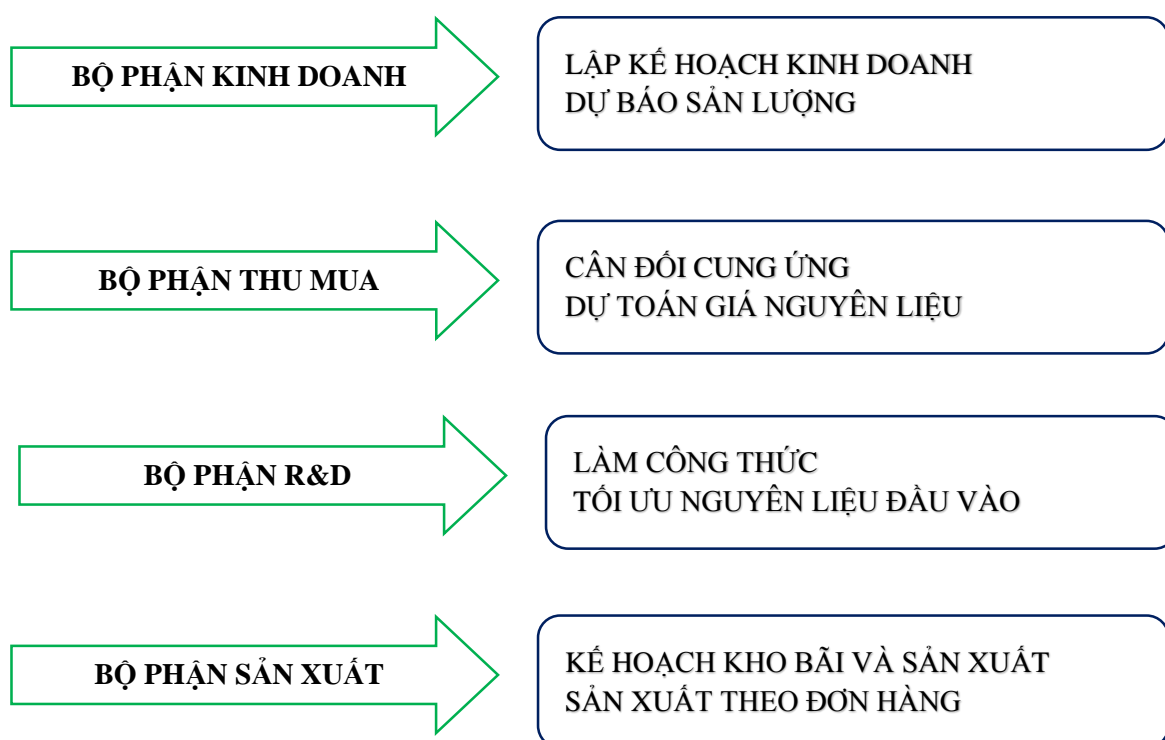 BỘ PHẬN KINH DOANH
LẬP KẾ HOẠCH KINH DOANH
DỰ BÁO SẢN LƯỢNG
BỘ PHẬN THU MUA
CÂN ĐỐI CUNG ỨNG
DỰ TOÁN GIÁ NGUYÊN LIỆU
BỘ PHẬN R&D
LÀM CÔNG THỨC
TỐI ƯU NGUYÊN LIỆU ĐẦU VÀO
BỘ PHẬN SẢN XUẤT
KẾ HOẠCH KHO BÃI VÀ SẢN XUẤT
SẢN XUẤT THEO ĐƠN HÀNG